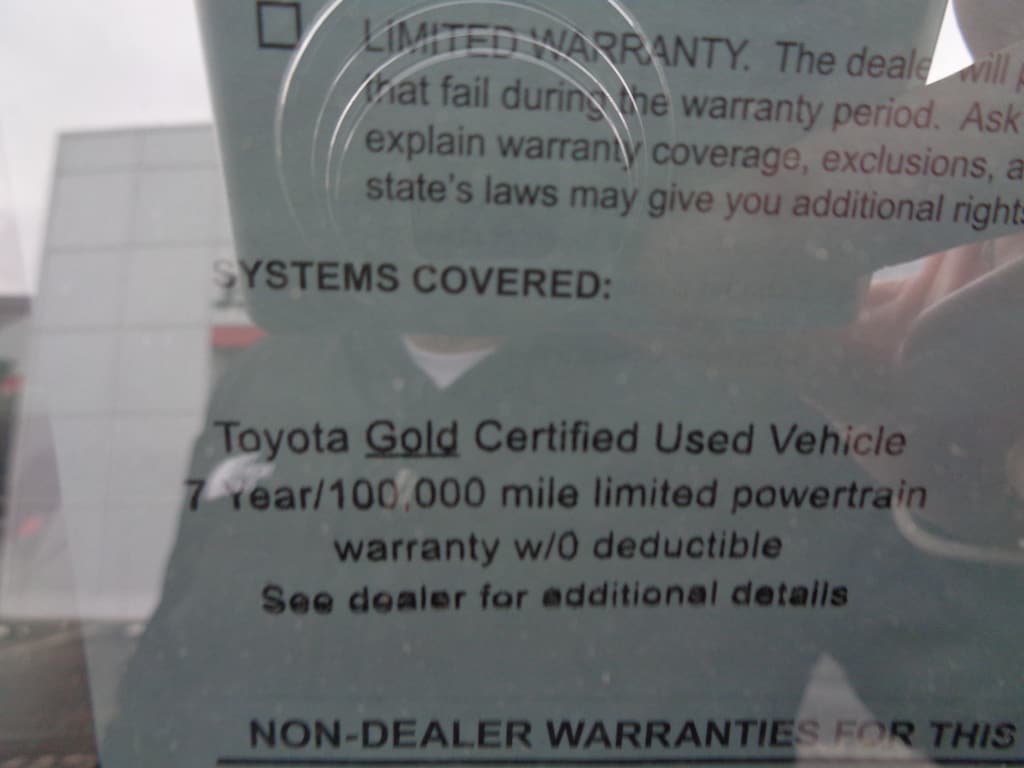 LIMITED WARRANTY. The dealer will
that fail during the warranty period. Ask
explain warranty coverage, exclusions,
state's laws may give you additional rights
SYSTEMS COVERED:
Toyota Gold Certified Used Vehicle
7 Year/100,000 mile limited powertrain
warranty w/0 deductible
See dealer for additional details
NON-DEALER WARRANTIES FOR THIS